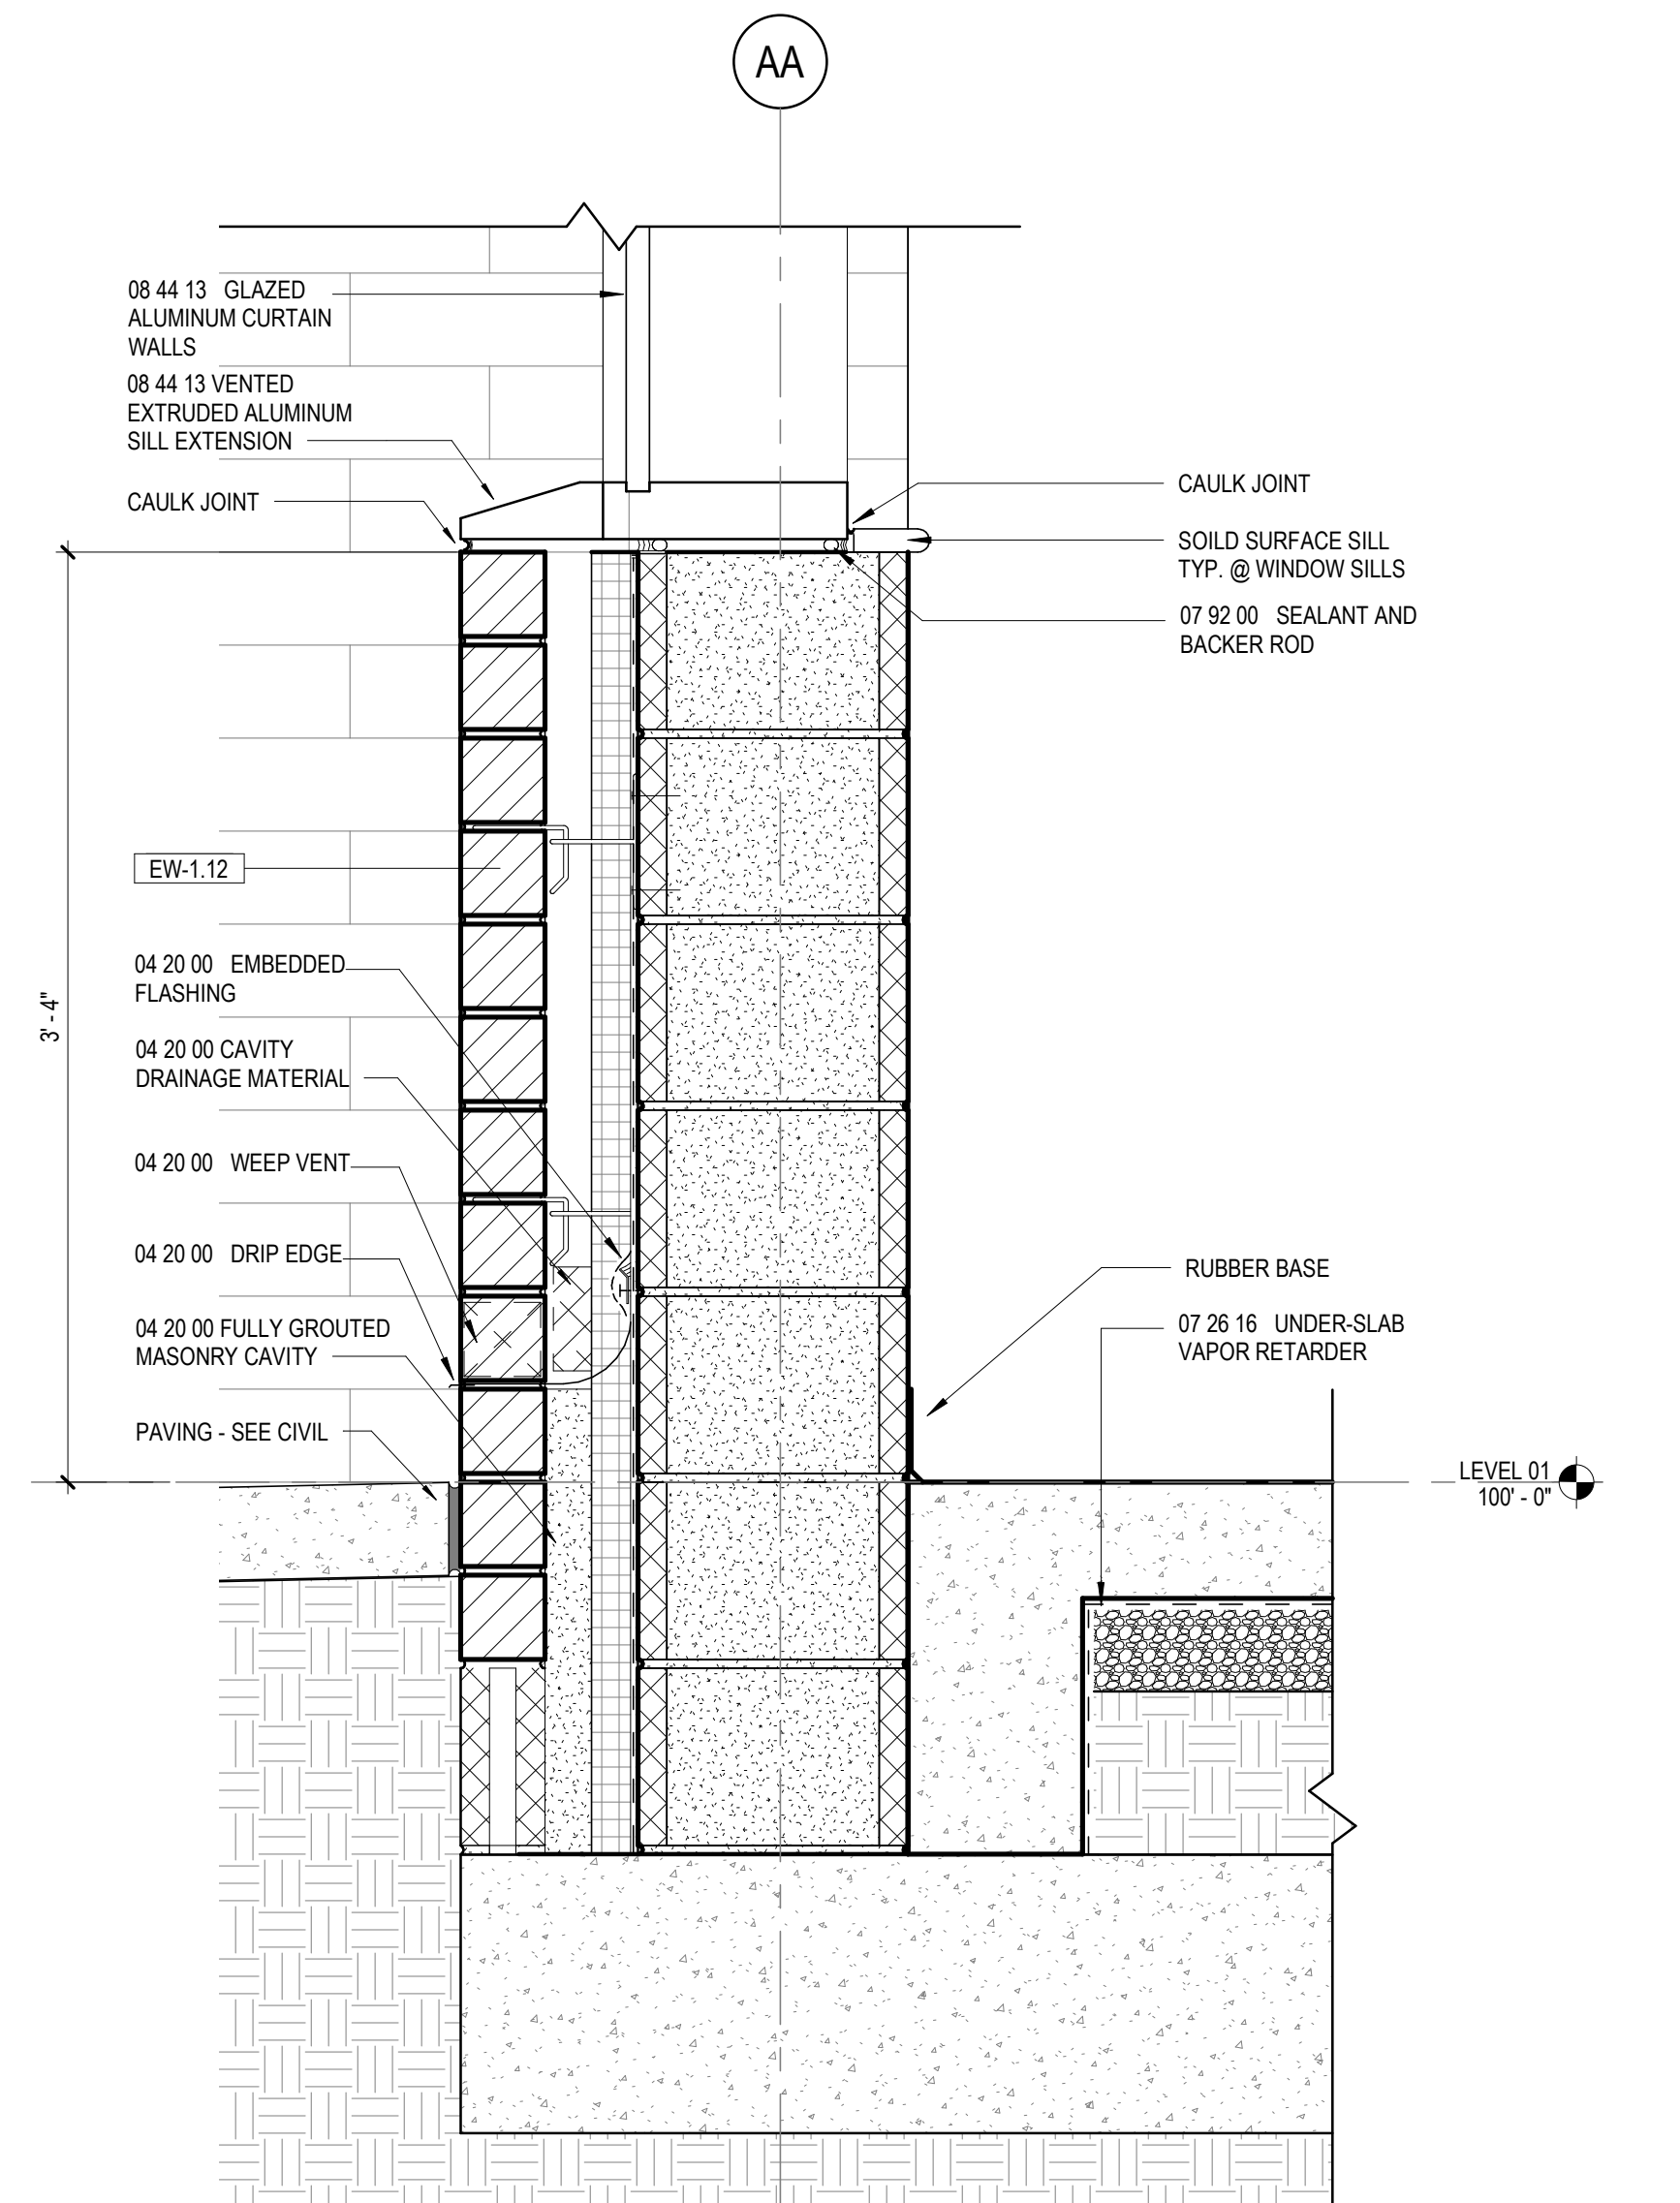 AA
08 44 13 GLAZED
ALUMINUM CURTAIN
WALLS
08 44 13 VENTED
EXTRUDED ALUMINUM
SILL EXTENSION
CAULK JOINT
EW-1.12
04 20 00 EMBEDDED
FLASHING
04 20 00 CAVITY
DRAINAGE MATERIAL
04 20 00 WEEP VENT
04 20 00 DRIP EDGE
04 20 00 FULLY GROUTED
MASONRY CAVITY
PAVING - SEE CIVIL
3' - 4"
CAULK JOINT
SOILD SURFACE SILL
TYP. @ WINDOW SILLS
07 92 00 SEALANT AND
BACKER ROD
RUBBER BASE
07 26 16 UNDER-SLAB
VAPOR RETARDER
LEVEL 01
100' - 0"